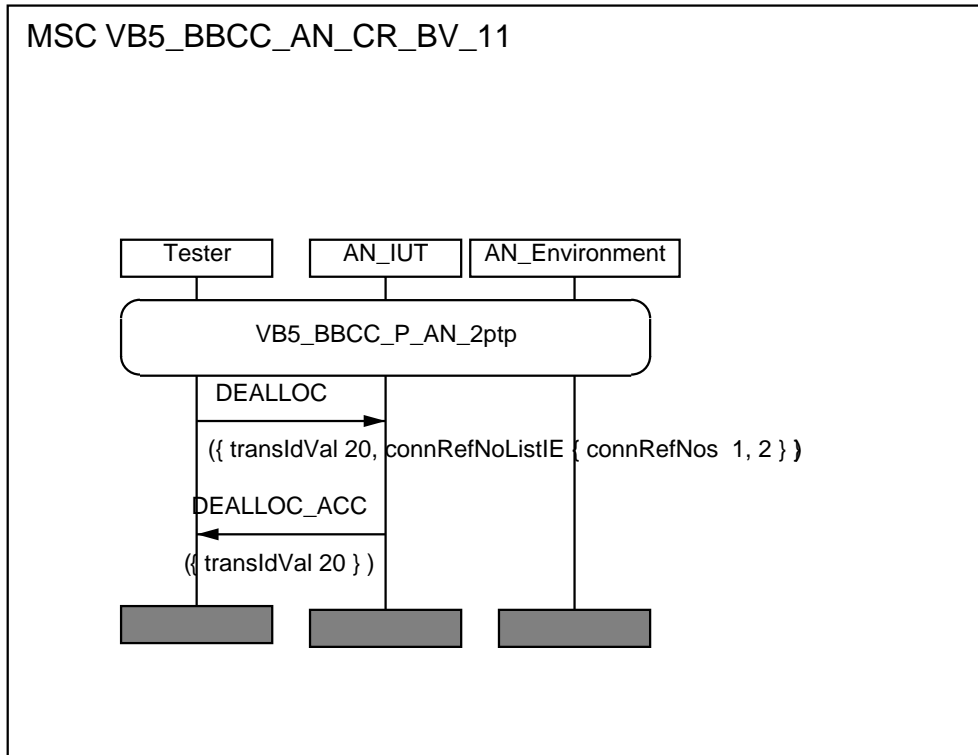 MSC VB5_BBCC_AN_CR_BV_11
Tester AN_IUT AN_Environment
VB5_BBCC_P_AN_2ptp
DEALLOC
({ transIdVal 20, connRefNoListIE { connRefNos 1, 2 } })
DEALLOC_ACC
({ transIdVal 20 } )